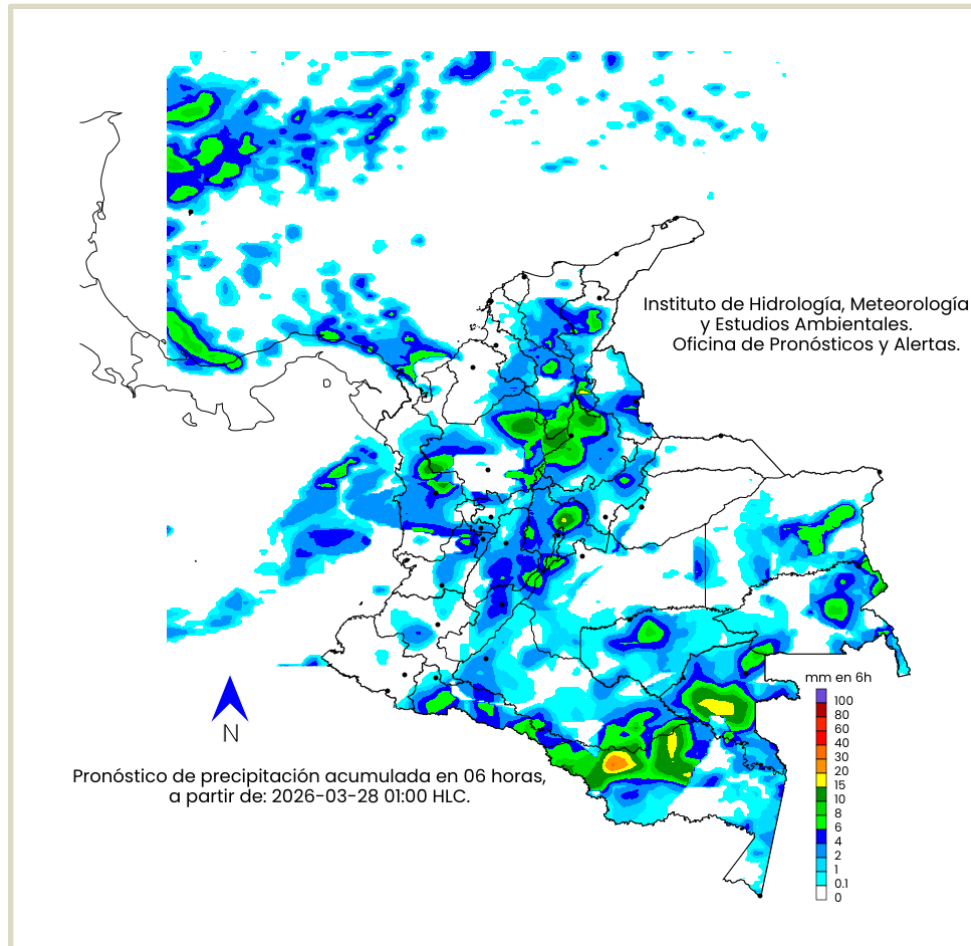 Instituto de Hidrología, Meteorología
y Estudios Ambientales.
Oficina de Pronósticos y Alertas.
mm en 6h
100
80
60
40
30
20
15
10
8
6
4
2
1
0.1
0
N
Pronóstico de precipitación acumulada en 06 horas,
a partir de: 2026-03-28 01:00 HLC.